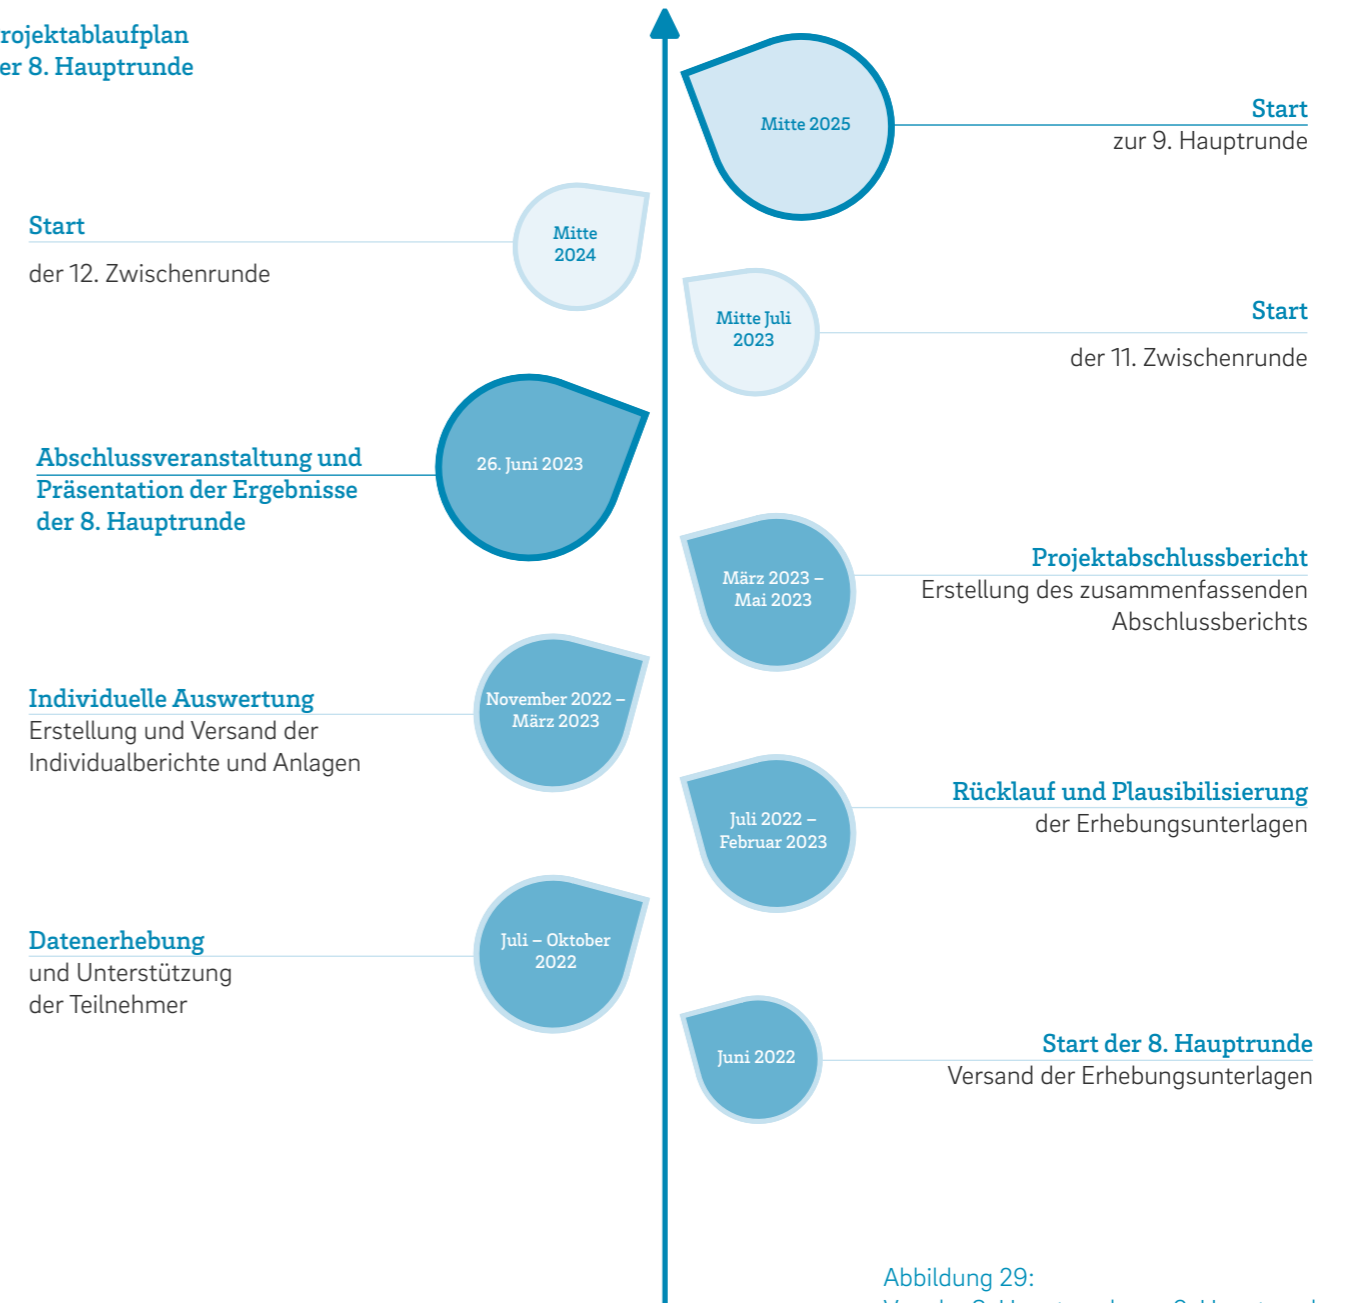 rojektablaufplan
er 8. Hauptrunde
Mitte 2025
Start
zur 9. Hauptrunde
Start
der 12. Zwischenrunde
Mitte
2024
Mitte Juli
2023
Start
der 11. Zwischenrunde
Abschlussveranstaltung und
Präsentation der Ergebnisse
der 8. Hauptrunde
26. Juni 2023
März 2023 –
Mai 2023
Projektabschlussbericht
Erstellung des zusammenfassenden
Abschlussberichts
Individuelle Auswertung
Erstellung und Versand der
Individualberichte und Anlagen
November 2022 –
März 2023
Juli 2022 –
Februar 2023
Rücklauf und Plausibilisierung
der Erhebungsunterlagen
Datenerhebung
und Unterstützung
der Teilnehmer
Juli – Oktober
2022
Juni 2022
Start der 8. Hauptrunde
Versand der Erhebungsunterlagen
Abbildung 29: